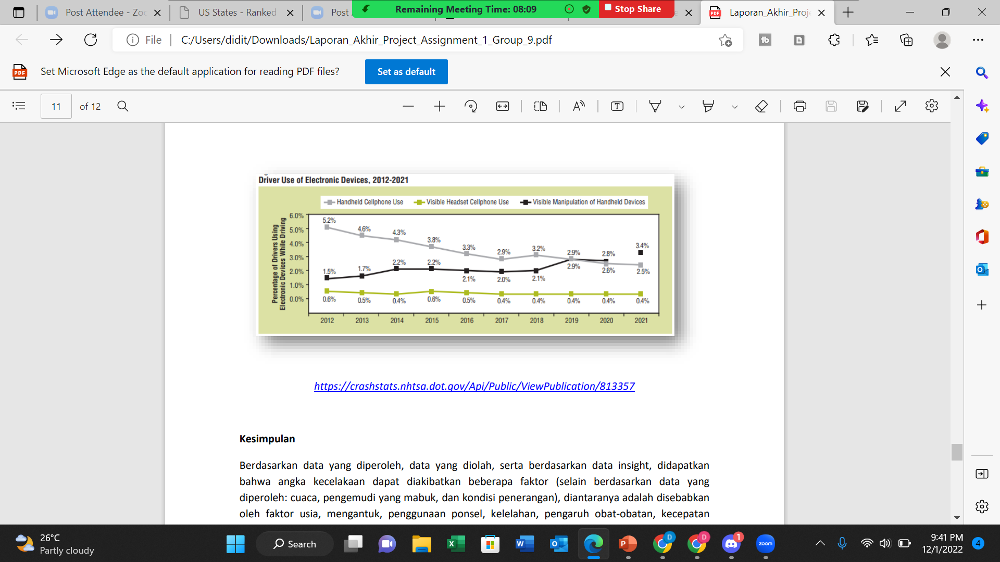 Post Attendee - Zoo
US States - Ranked
Post
Remaining Meeting Time: 08:09
Stop Share
Laporan_Akhir_Proje
File
C:/Users/didit/Downloads/Laporan_Akhir_Project_Assignment_1_Group_9.pdf
Set Microsoft Edge as the default application for reading PDF files?
Set as default
11 of 12
Driver Use of Electronic Devices, 2012-2021
Handheld Cellphone Use Visible Headset Cellphone Use Visible Manipulation of Handheld Devices
Percentage of Drivers Using
Electronic Devices While Driving
6.0%
5.0%
4.0%
3.0%
2.0%
1.0%
0.0%
5.2% 4.6% 4.3% 3.8% 3.3% 2.9% 3.2% 2.9% 2.6% 2.5%
1.5% 1.7% 2.2% 2.2% 2.1% 2.0% 2.1% 2.9% 2.8% 3.4%
0.6% 0.5% 0.4% 0.6% 0.5% 0.4% 0.4% 0.4% 0.4% 0.4%
2012 2013 2014 2015 2016 2017 2018 2019 2020 2021
https://crashstats.nhtsa.dot.gov/Api/Public/ViewPublication/813357
Kesimpulan
Berdasarkan data yang diperoleh, data yang diolah, serta berdasarkan data insight, didapatkan
bahwa angka kecelakaan dapat diakibatkan beberapa faktor (selain berdasarkan data yang
diperoleh: cuaca, pengemudi yang mabuk, dan kondisi penerangan), diantaranya adalah disebabkan
oleh faktor usia, mengantuk, penggunaan ponsel, kelelahan, pengaruh obat-obatan, kecepatan
26°C
Partly cloudy
Search
zoom
9:41 PM
12/1/2022
4